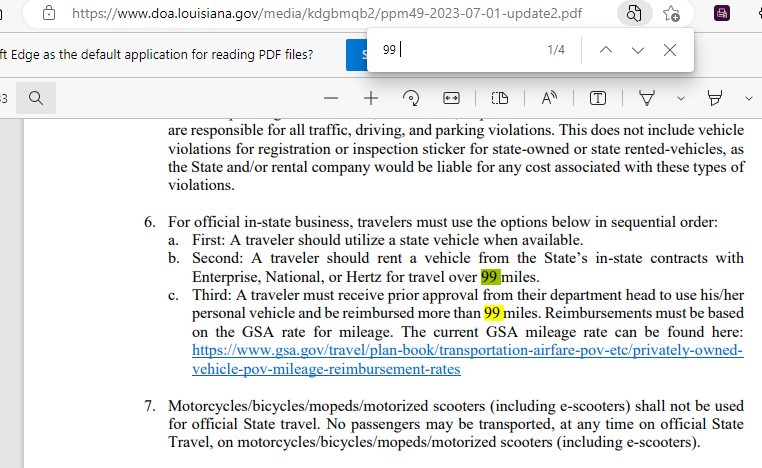 https://www.doa.louisiana.gov/media/kdgbmqb2/ppm49-2023-07-01-update2.pdf
ft Edge as the default application for reading PDF files?
S
99
1/4
33
are responsible for all traffic, driving, and parking violations. This does not include vehicle
violations for registration or inspection sticker for state-owned or state rented-vehicles, as
the State and/or rental company would be liable for any cost associated with these types of
violations.
6. For official in-state business, travelers must use the options below in sequential order:
a. First: A traveler should utilize a state vehicle when available.
b. Second: A traveler should rent a vehicle from the State's in-state contracts with
Enterprise, National, or Hertz for travel over 99 miles.
c. Third: A traveler must receive prior approval from their department head to use his/her
personal vehicle and be reimbursed more than 99 miles. Reimbursements must be based
on the GSA rate for mileage. The current GSA mileage rate can be found here:
https://www.gsa.gov/travel/plan-book/transportation-airfare-pov-etc/privately-owned-
vehicle-pov-mileage-reimbursement-rates
7. Motorcycles/bicycles/mopeds/motorized scooters (including e-scooters) shall not be used
for official State travel. No passengers may be transported, at any time on official State
Travel, on motorcycles/bicycles/mopeds/motorized scooters (including e-scooters).